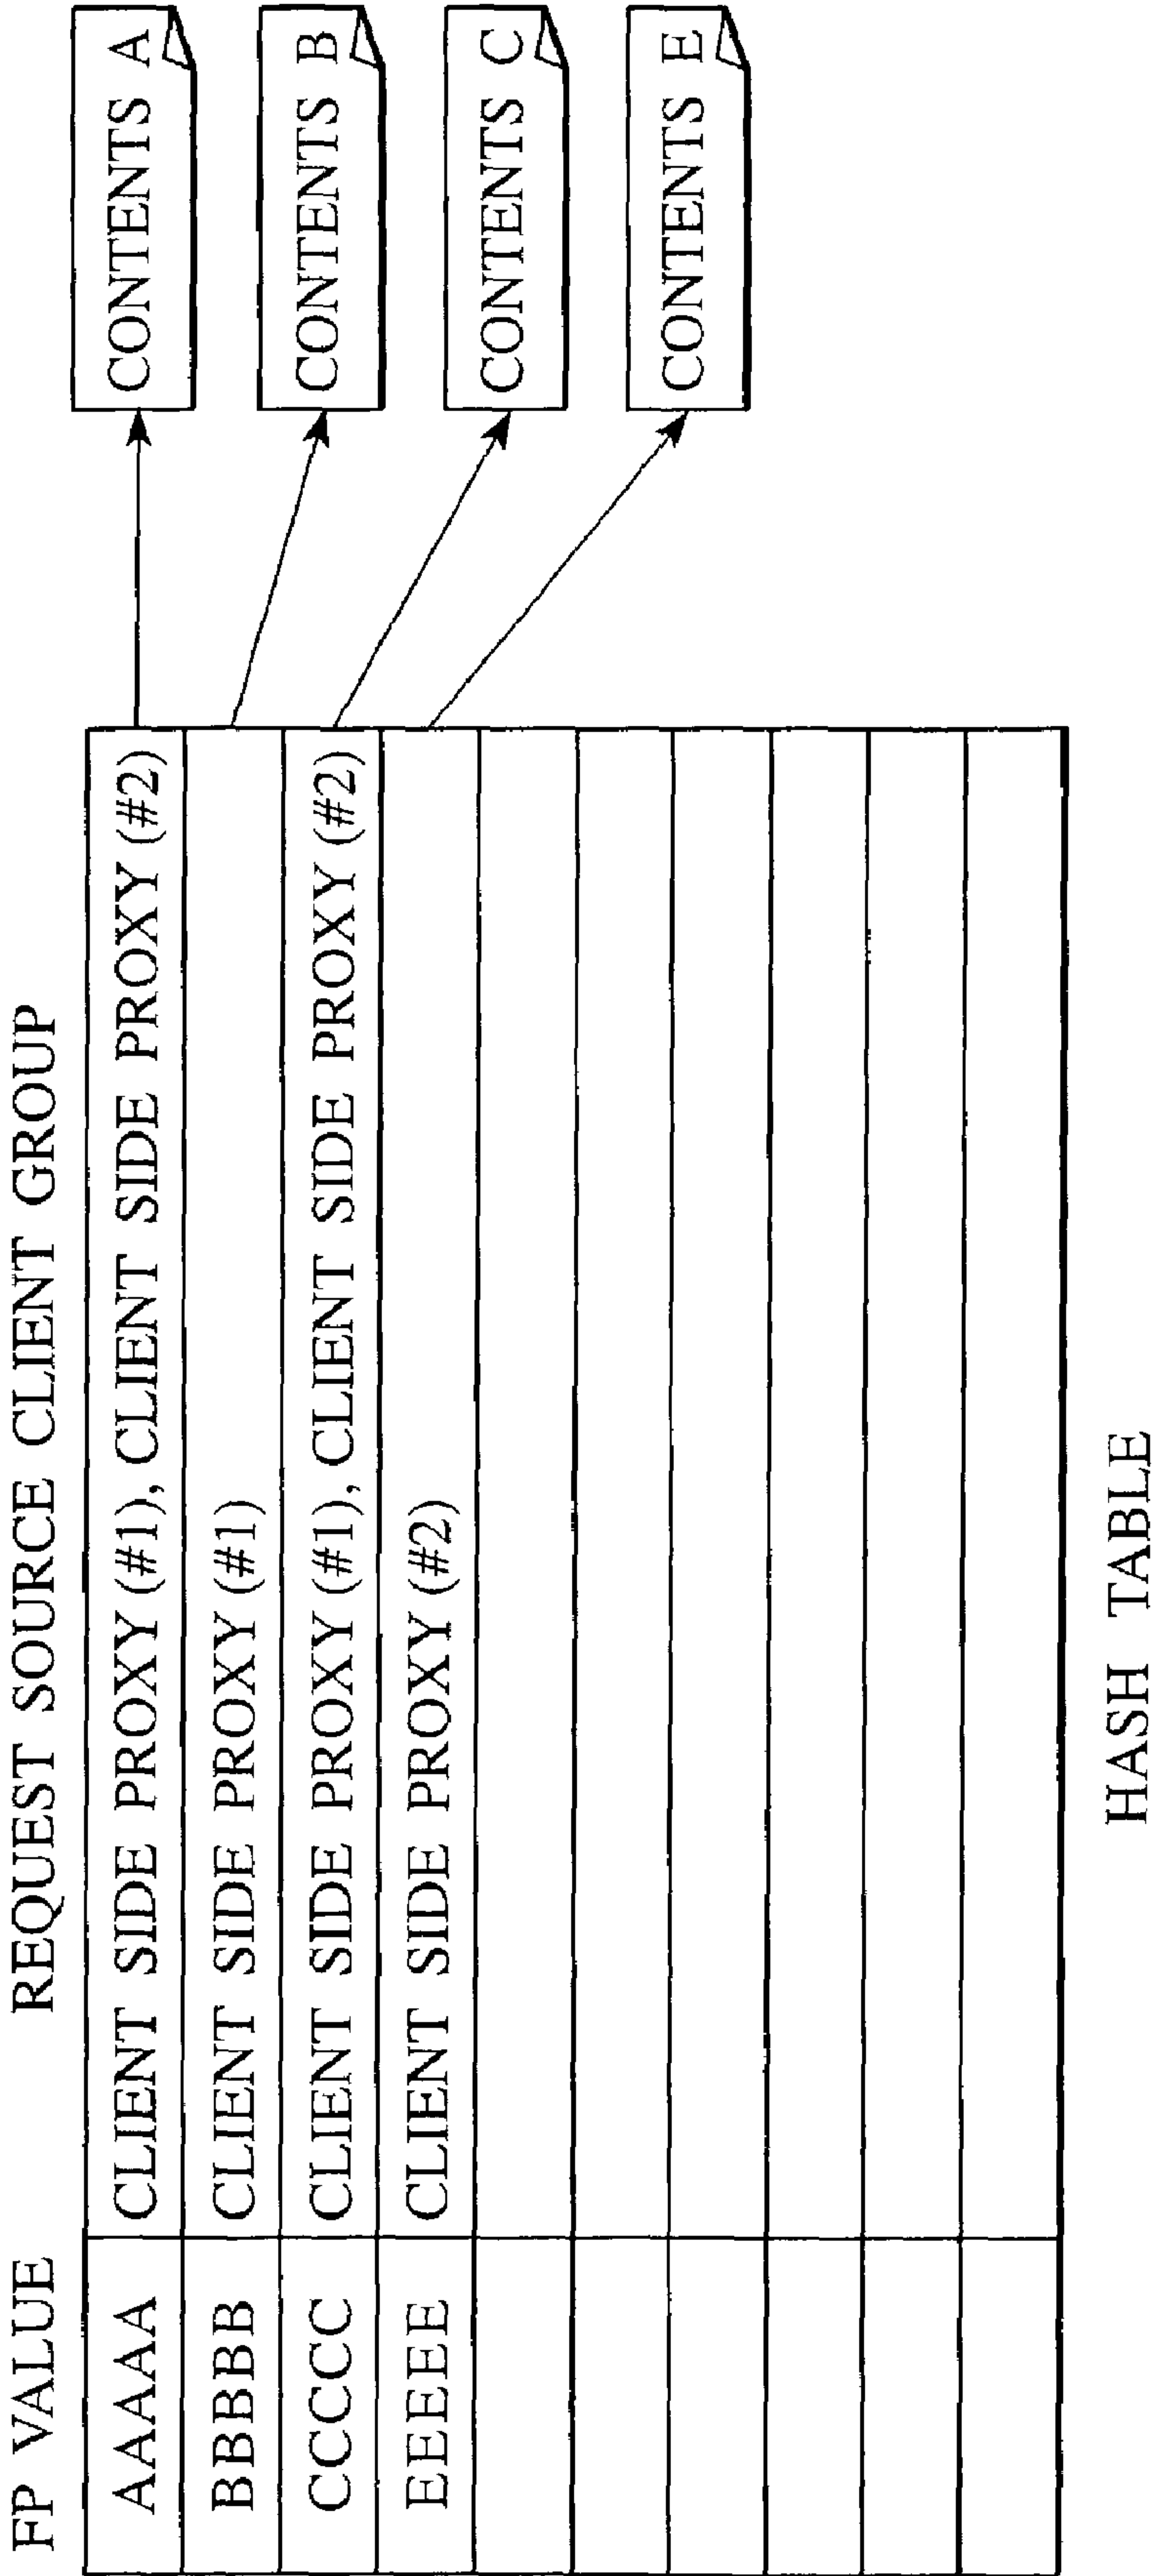 FP VALUE REQUEST SOURCE CLIENT GROUP
AAAAA CLIENT SIDE PROXY (#1), CLIENT SIDE PROXY (#2) CONTENTS A
BBBBB CLIENT SIDE PROXY (#1) CONTENTS B
CCCCC CLIENT SIDE PROXY (#1), CLIENT SIDE PROXY (#2) CONTENTS C
EEEEE CLIENT SIDE PROXY (#2) CONTENTS E
HASH TABLE